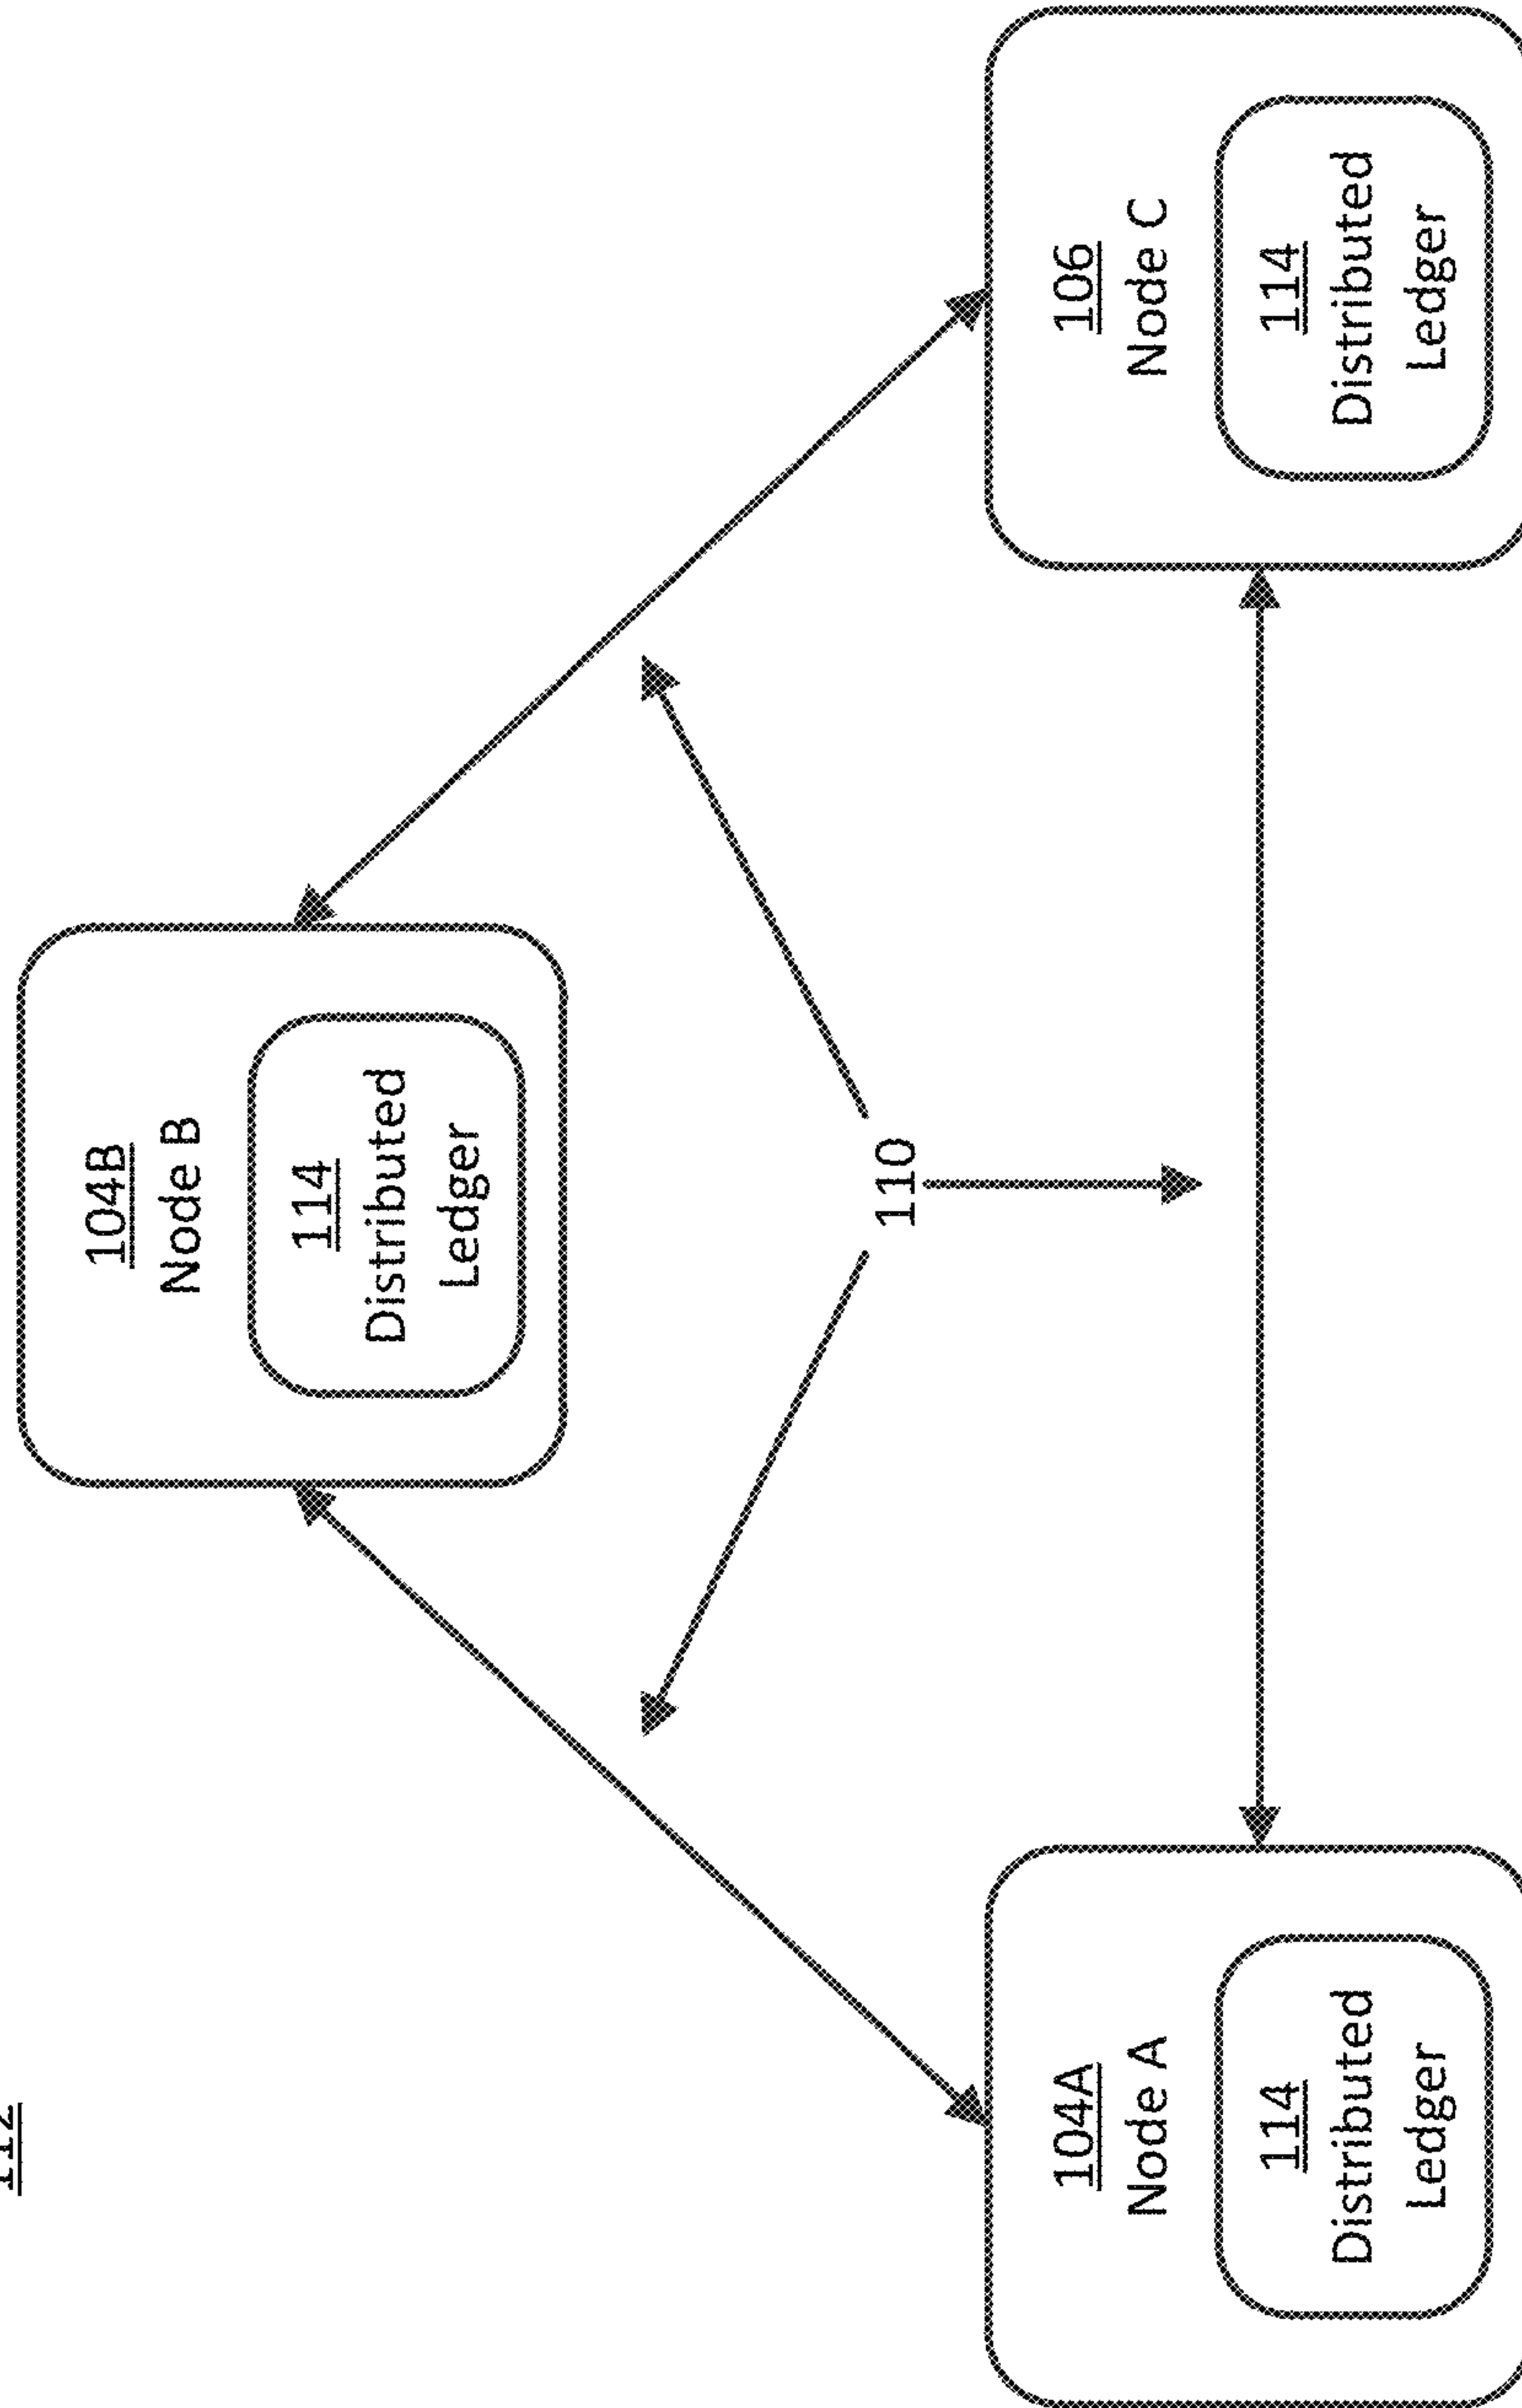 112
104B
Node B
114
Distributed
Ledger
110
104A
Node A
114
Distributed
Ledger
106
Node C
114
Distributed
Ledger